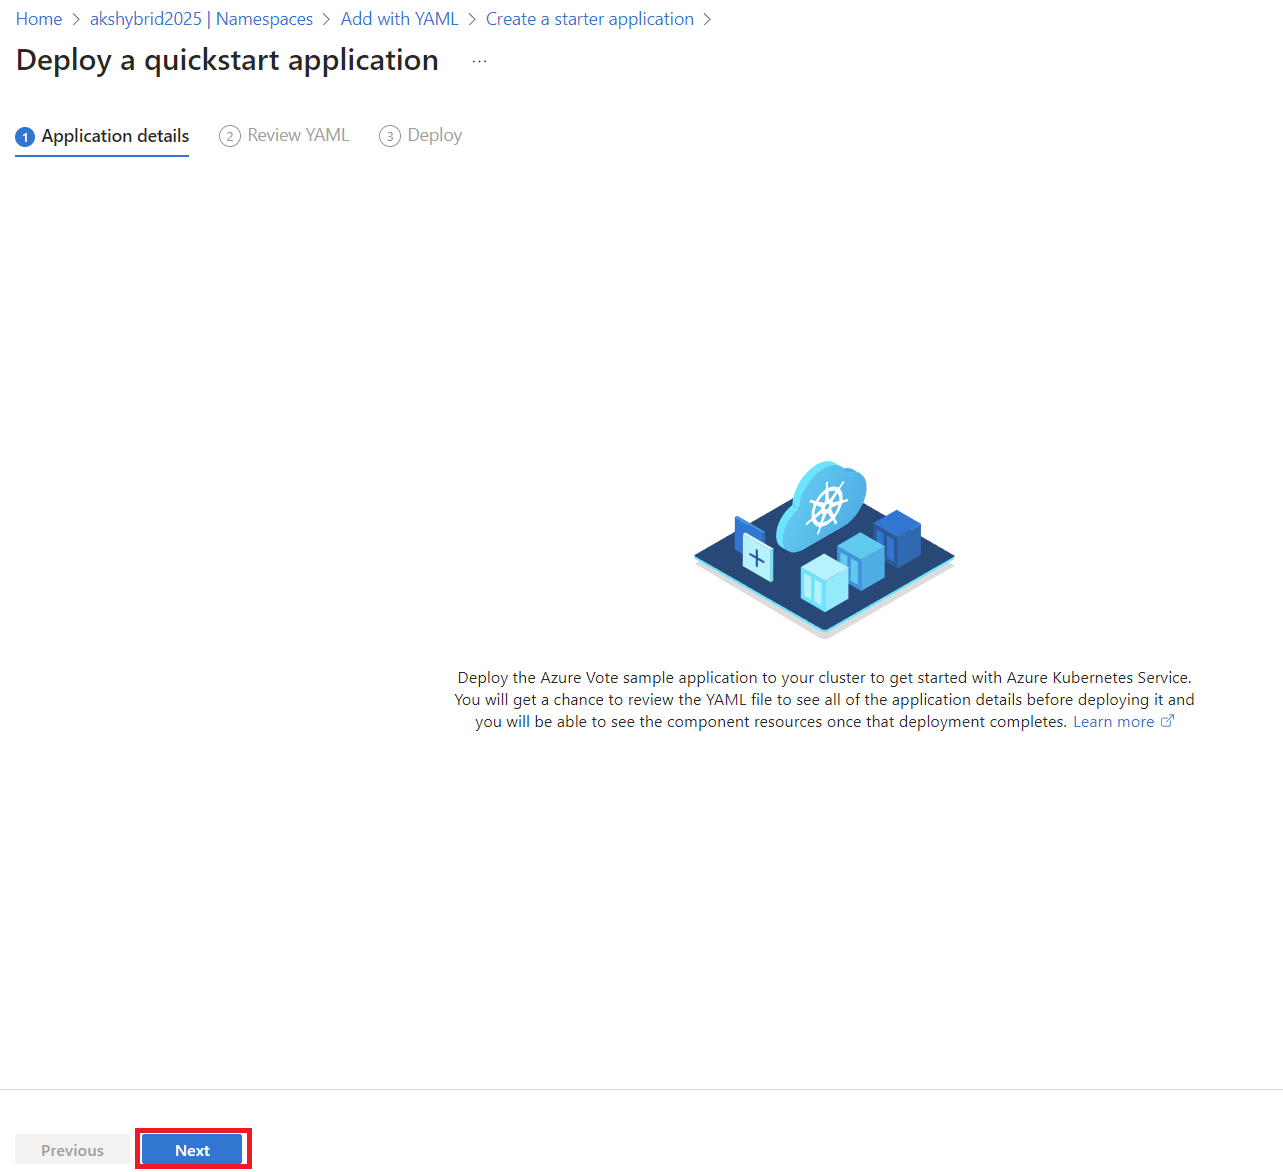 Home > akshybrid2025 | Namespaces > Add with YAML > Create a starter application >
Deploy a quickstart application ...
1 Application details 2 Review YAML 3 Deploy
Deploy the Azure Vote sample application to your cluster to get started with Azure Kubernetes Service.
You will get a chance to review the YAML file to see all of the application details before deploying it and
you will be able to see the component resources once that deployment completes. Learn more
Previous Next